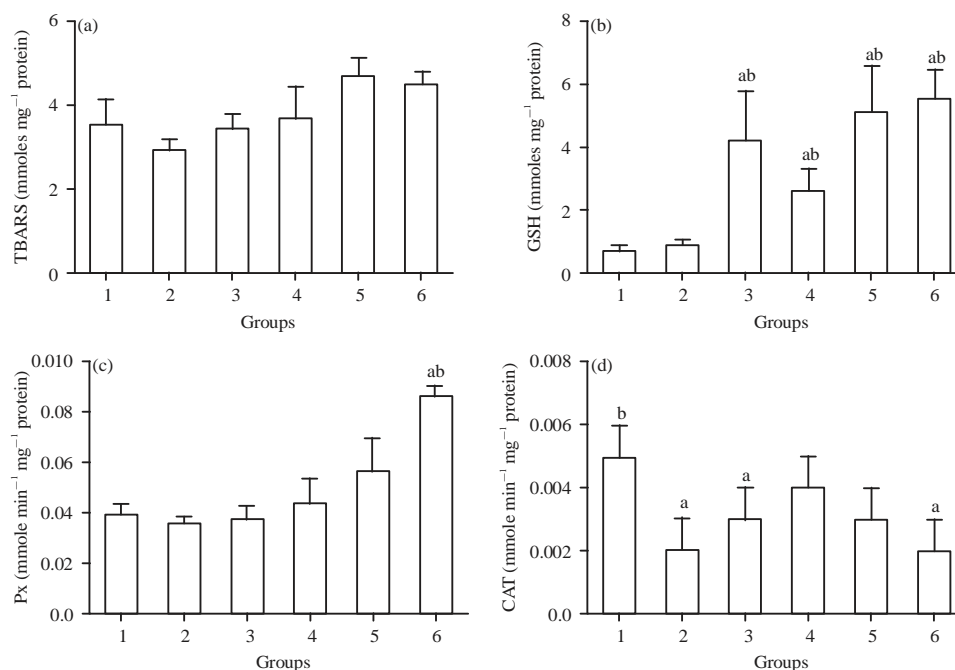 (a)
TBARS (mmoles mg⁻¹ protein)
6
4
2
0
1 2 3 4 5 6
Groups
(b)
GSH (mmoles mg⁻¹ protein)
8
6
4
2
0
ab ab ab ab
1 2 3 4 5 6
Groups
(c)
Px (mmole min⁻¹ mg⁻¹ protein)
0.010
0.08
0.06
0.04
0.02
0.0
ab
1 2 3 4 5 6
Groups
(d)
CAT (mmole min⁻¹ mg⁻¹ protein)
0.008
0.006
0.004
0.002
0.0
b a a a
1 2 3 4 5 6
Groups